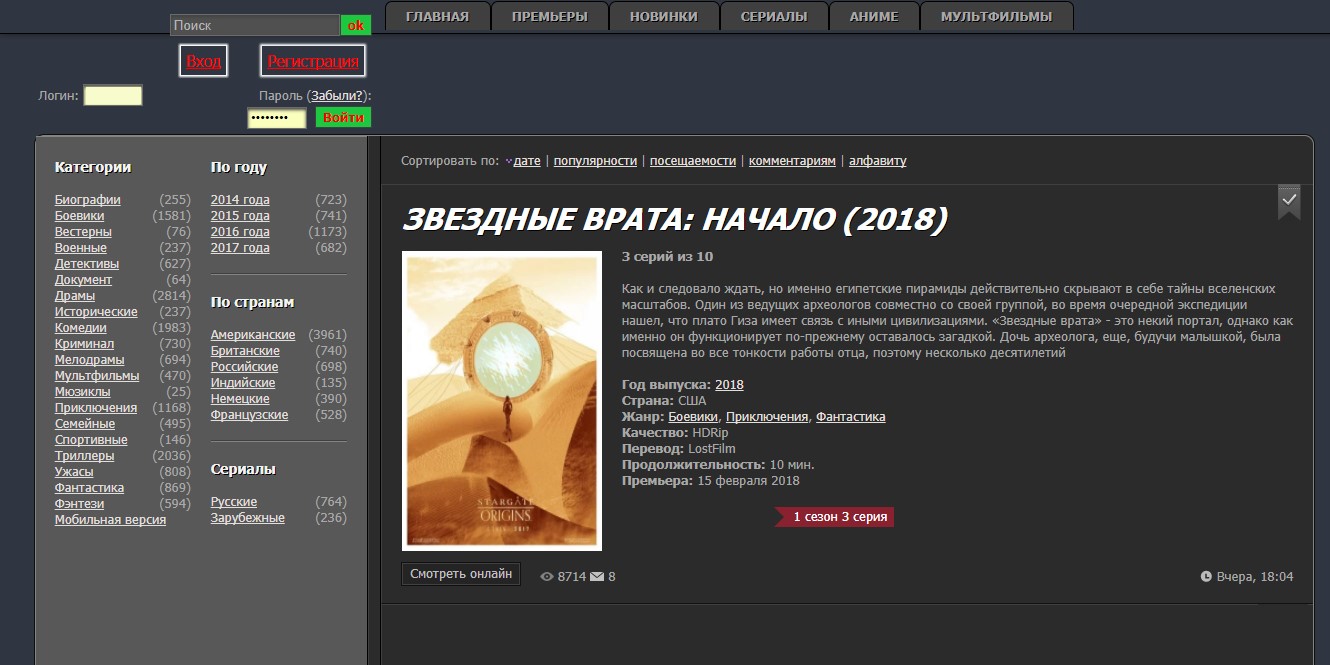 Поиск
ok
ГЛАВНАЯ
ПРЕМЬЕРЫ
НОВИНКИ
СЕРИАЛЫ
АНИМЕ
МУЛЬТФИЛЬМЫ
Вход
Регистрация
Логин:
Пароль (Забыли?):
••••••••
Войти
Категории
Биографии (255)
Боевики (1581)
Вестерны (76)
Военные (237)
Детективы (627)
Документ (64)
Драмы (2814)
Исторические (237)
Комедии (1983)
Криминал (730)
Мелодрамы (694)
Мультфильмы (470)
Мюзиклы (25)
Приключения (1168)
Семейные (495)
Спортивные (146)
Триллеры (2036)
Ужасы (808)
Фантастика (869)
Фэнтези (594)
Мобильная версия
По году
2014 года (723)
2015 года (741)
2016 года (1173)
2017 года (682)
По странам
Американские (3961)
Британские (740)
Российские (698)
Индийские (135)
Немецкие (390)
Французские (528)
Сериалы
Русские (764)
Зарубежные (236)
Сортировать по: дате | популярности | посещаемости | комментариям | алфавиту
ЗВЕЗДНЫЕ ВРАТА: НАЧАЛО (2018)
3 серий из 10
Как и следовало ждать, но именно египетские пирамиды действительно скрывают в себе тайны вселенских
масштабов. Один из ведущих археологов совместно со своей группой, во время очередной экспедиции
нашел, что плато Гиза имеет связь с иными цивилизациями. «Звездные врата» - это некий портал, однако как
именно он функционирует по-прежнему оставалось загадкой. Дочь археолога, еще, будучи малышкой, была
посвящена во все тонкости работы отца, поэтому несколько десятилетий
Год выпуска: 2018
Страна: США
Жанр: Боевики, Приключения, Фантастика
Качество: HDRip
Перевод: LostFilm
Продолжительность: 10 мин.
Премьера: 15 февраля 2018
1 сезон 3 серия
STARGATE
ORIGINS
2017
Смотреть онлайн
8714
8
Вчера, 18:04